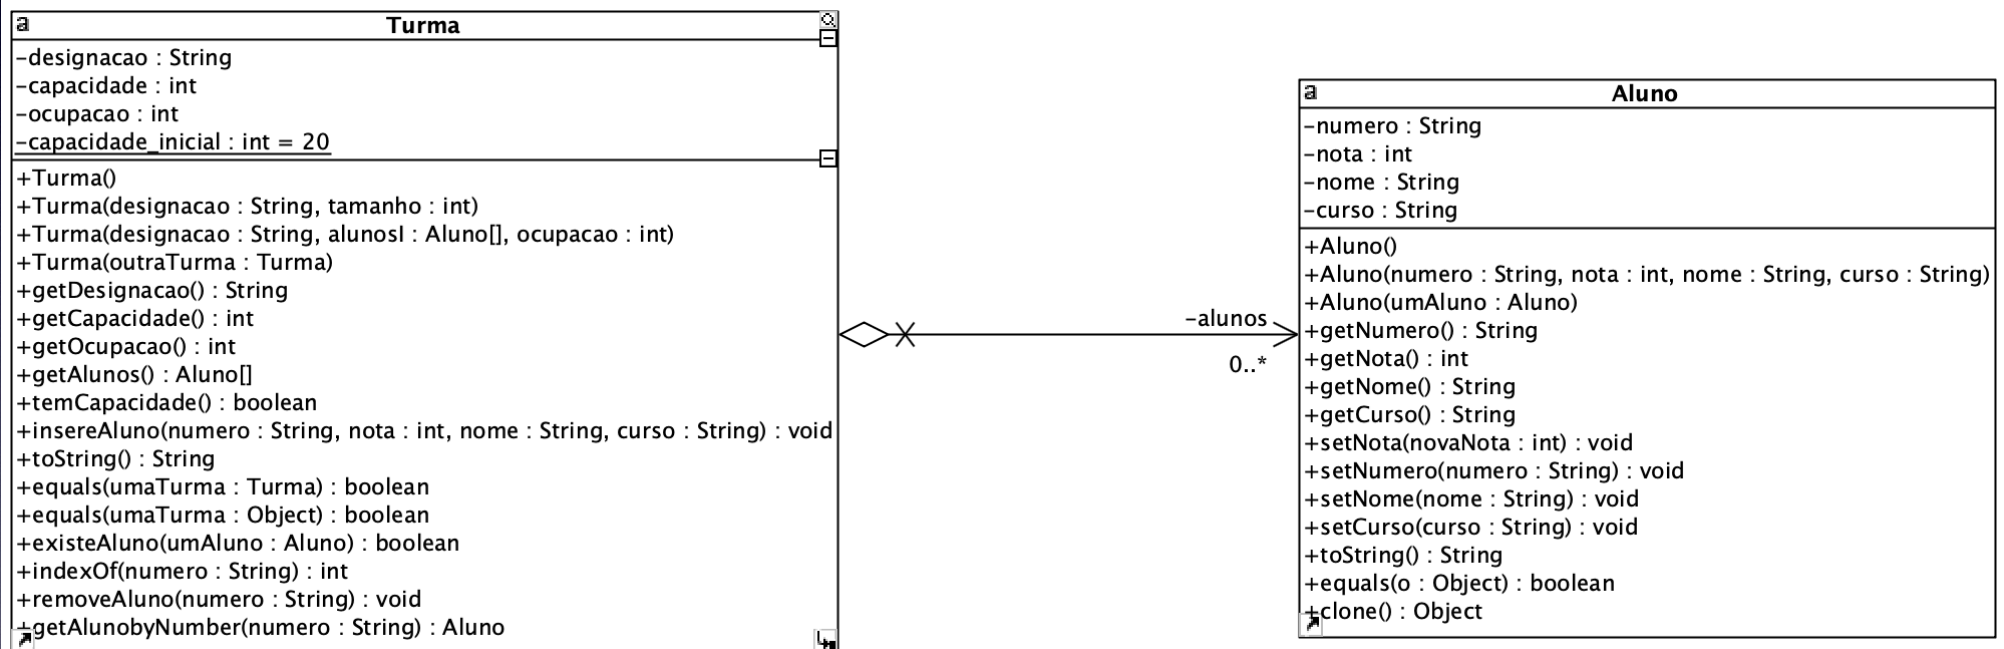 a
Turma
-designacao : String
-capacidade : int
-ocupacao : int
-capacidade_inicial : int = 20
+Turma()
+Turma(designacao : String, tamanho : int)
+Turma(designacao : String, alunosI : Aluno[], ocupacao : int)
+Turma(outraTurma : Turma)
+getDesignacao() : String
+getCapacidade() : int
+getOcupacao() : int
+getAlunos() : Aluno[]
+temCapacidade() : boolean
+insereAluno(numero : String, nota : int, nome : String, curso : String) : void
+toString() : String
+equals(umaTurma : Turma) : boolean
+equals(umaTurma : Object) : boolean
+existeAluno(umAluno : Aluno) : boolean
+indexOf(numero : String) : int
+removeAluno(numero : String) : void
+getAlunobyNumber(numero : String) : Aluno
-alunos
0..*
a
Aluno
-numero : String
-nota : int
-nome : String
-curso : String
+Aluno()
+Aluno(numero : String, nota : int, nome : String, curso : String)
+Aluno(umAluno : Aluno)
+getNumero() : String
+getNota() : int
+getNome() : String
+getCurso() : String
+setNota(novaNota : int) : void
+setNumero(numero : String) : void
+setNome(nome : String) : void
+setCurso(curso : String) : void
+toString() : String
+equals(o : Object) : boolean
+clone() : Object